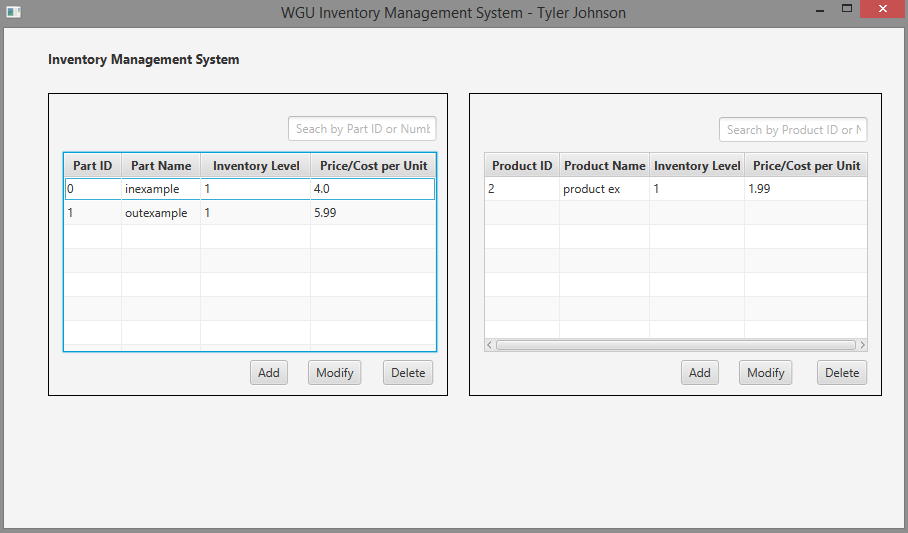 WGU Inventory Management System - Tyler Johnson
Inventory Management System
Seach by Part ID or Numb
Part ID Part Name Inventory Level Price/Cost per Unit
0 inexample 1 4.0
1 outexample 1 5.99
Add Modify Delete
Search by Product ID or N
Product ID Product Name Inventory Level Price/Cost per Unit
2 product ex 1 1.99
Add Modify Delete